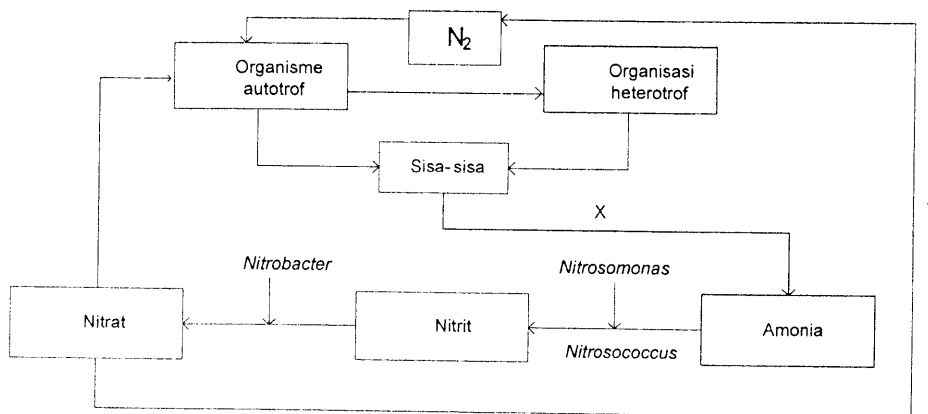 N₂
Organisme
autotrof
Organisasi
heterotrof
Sisa-sisa
X
Nitrobacter
Nitrosomonas
Nitrat
Nitrit
Amonia
Nitrosococcus